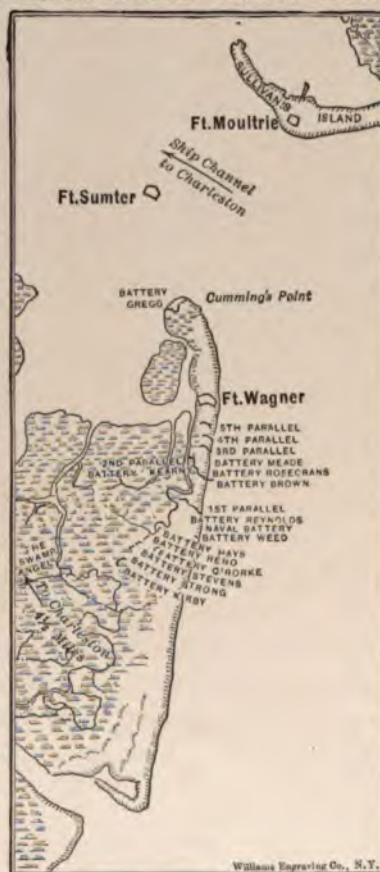 SULLIVAN'S
ISLAND
Ft.Moultrie
Ship Channel
to Charleston
Ft.Sumter
BATTERY
GREGG
Cumming's Point
Ft.Wagner
5TH PARALLEL
4TH PARALLEL
3RD PARALLEL
2ND PARALLEL
BATTERY MEADE
BATTERY KEARNY
BATTERY ROSECRANS
BATTERY BROWN
1ST PARALLEL
BATTERY REYNOLDS
NAVAL BATTERY
BATTERY WEED
BATTERY HAYS
BATTERY RENO
BATTERY O'RORKE
BATTERY STEVENS
BATTERY STRONG
BATTERY KIRBY
THE
SWAMP
ANGEL
To Charleston
4¾ Miles
Williams Engraving Co., N.Y.